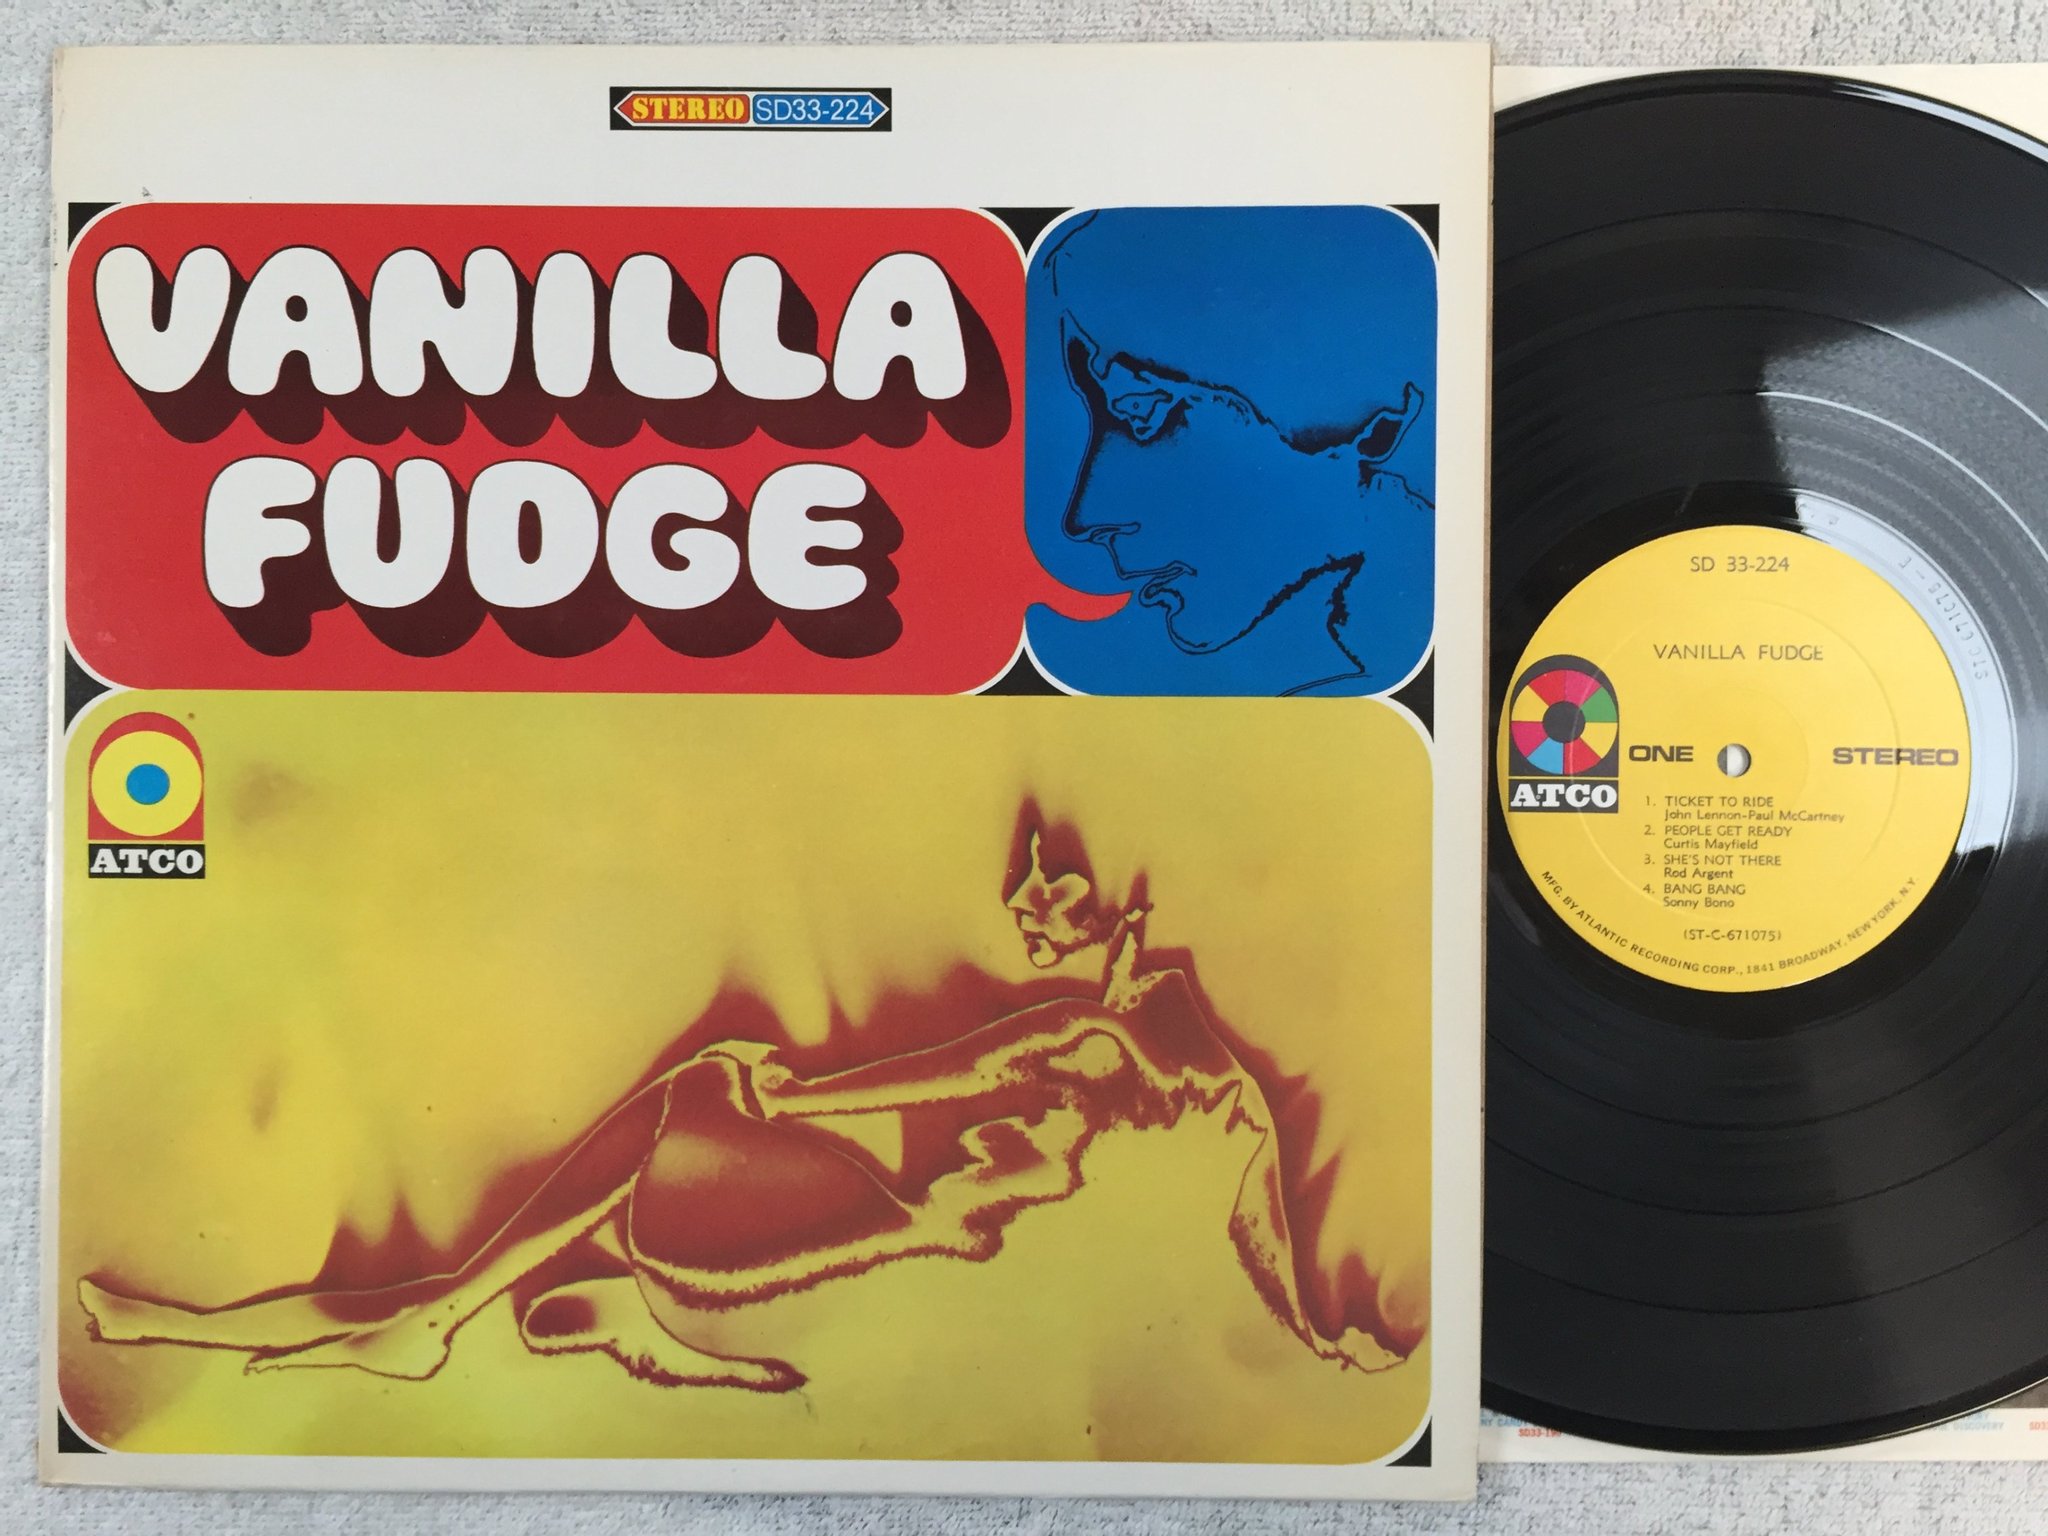 STEREO SD33-224
VANILLA
FUDGE
ATCO
SD 33-224
VANILLA FUDGE
ATCO
ONE
STEREO
1. TICKET TO RIDE
John Lennon-Paul McCartney
2. PEOPLE GET READY
Curtis Mayfield
3. SHE'S NOT THERE
Rod Argent
4. BANG BANG
Sonny Bono
(ST-C-671075)
MFG. BY ATLANTIC RECORDING CORP., 1841 BROADWAY, NEW YORK, N.Y.